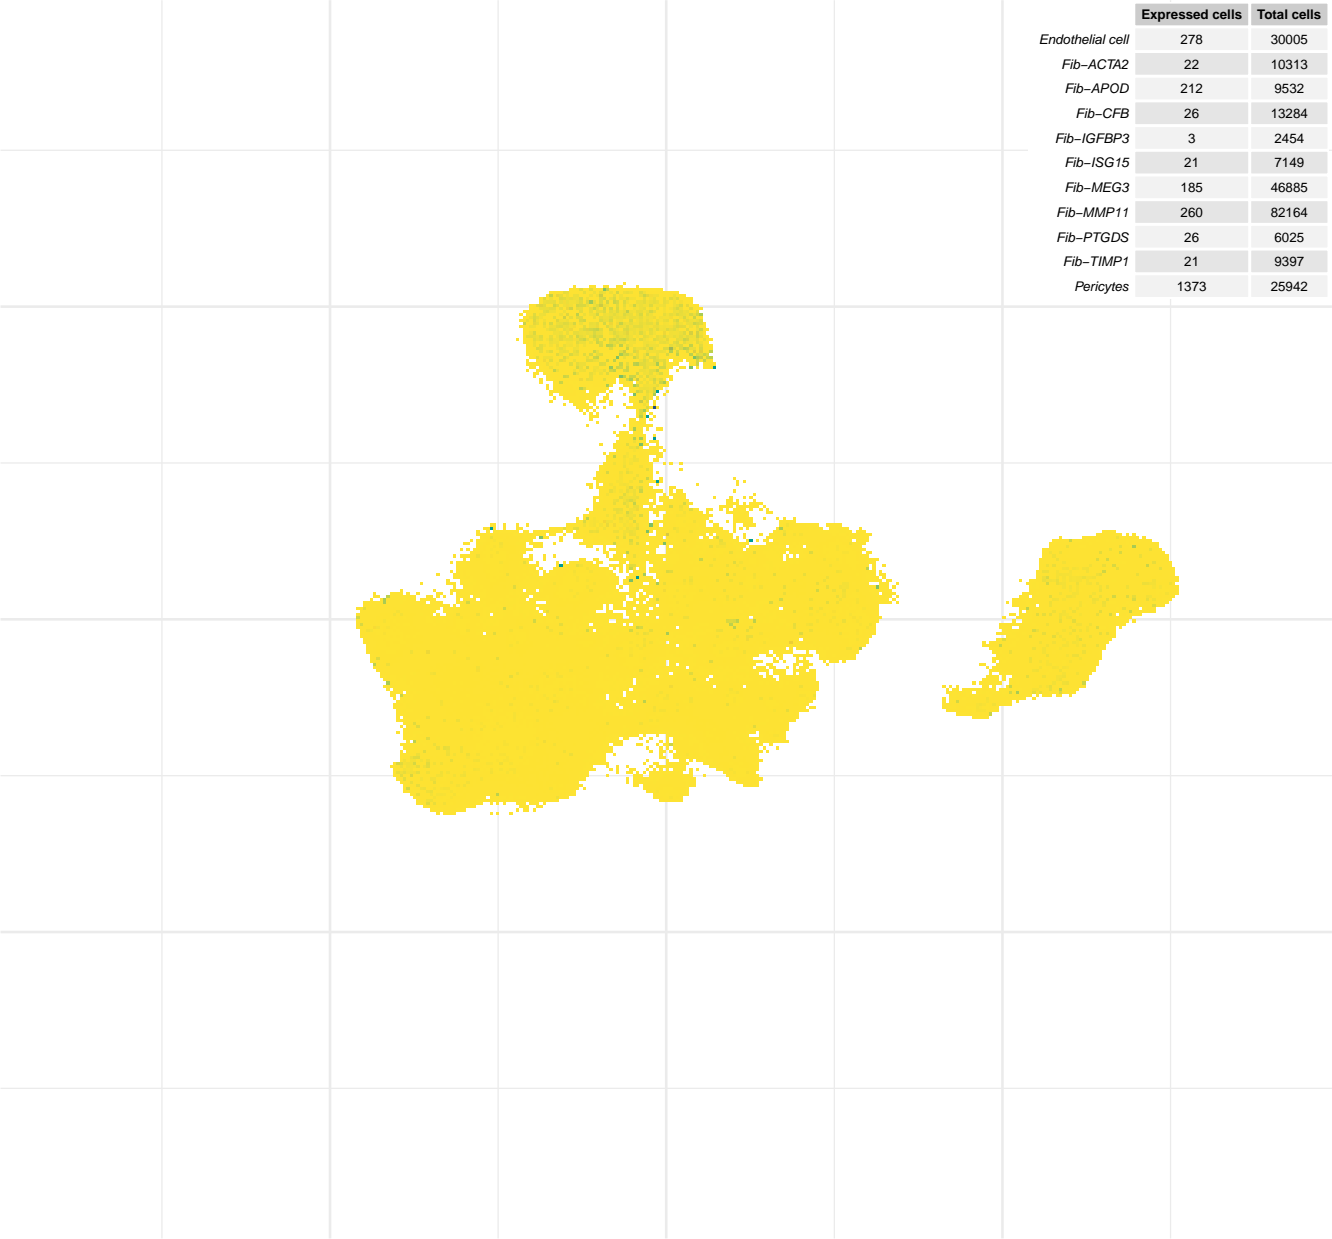 Expressed cells Total cells
Endothelial cell 278 30005
Fib−ACTA2 22 10313
Fib−APOD 212 9532
Fib−CFB 26 13284
Fib−IGFBP3 3 2454
Fib−ISG15 21 7149
Fib−MEG3 185 46885
Fib−MMP11 260 82164
Fib−PTGDS 26 6025
Fib−TIMP1 21 9397
Pericytes 1373 25942